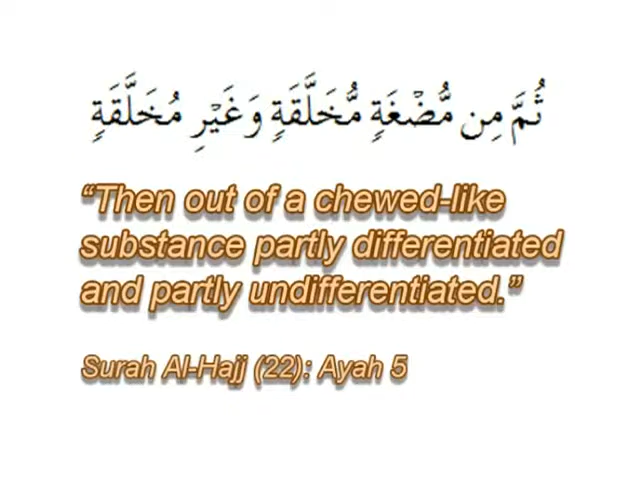 ثُمَّ مِن مُّضْغَةٍ مُّخَلَّقَةٍ وَغَيْرِ مُخَلَّقَةٍ
“Then out of a chewed-like
substance partly differentiated
and partly undifferentiated.”
Surah Al-Hajj (22): Ayah 5